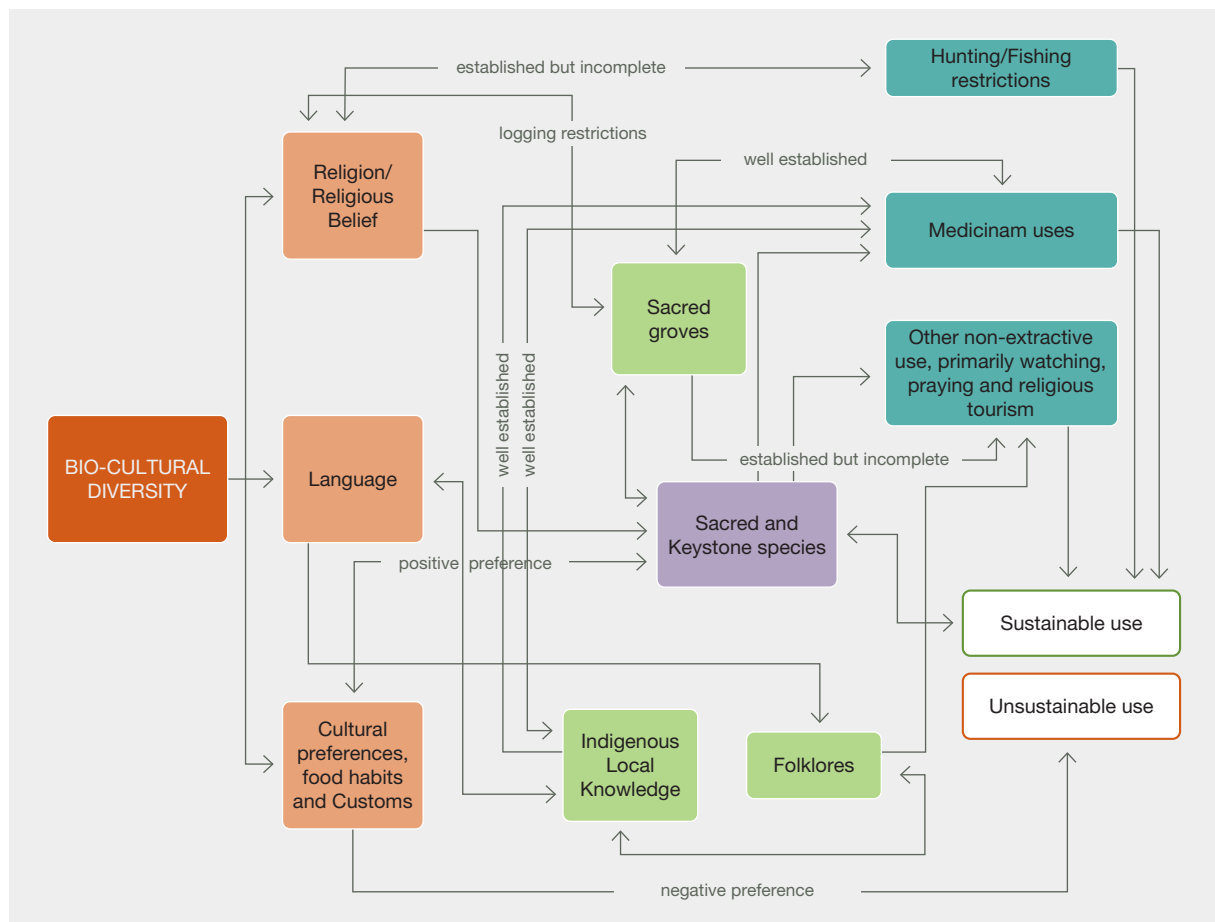 established but incomplete
Hunting/Fishing
restrictions
logging restrictions
Religion/
Religious
Belief
well established
Medicinam uses
Sacred
groves
Other non-extractive
use, primarily watching,
praying and religious
tourism
well established
well established
BIO-CULTURAL
DIVERSITY
Language
established but incomplete
Sacred and
Keystone species
positive preference
Sustainable use
Unsustainable use
Cultural
preferences,
food habits
and Customs
Indigenous
Local
Knowledge
Folklores
negative preference